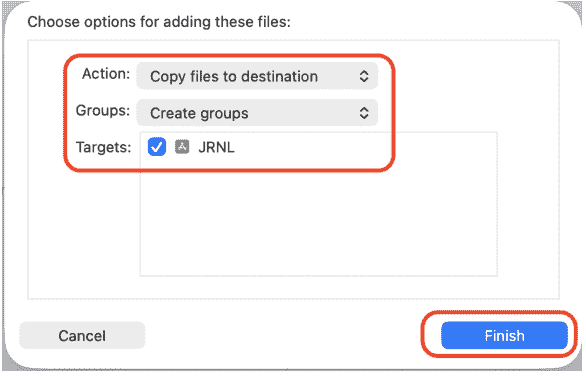 Choose options for adding these files:
Action: Copy files to destination
Groups: Create groups
Targets: JRNL
Cancel Finish